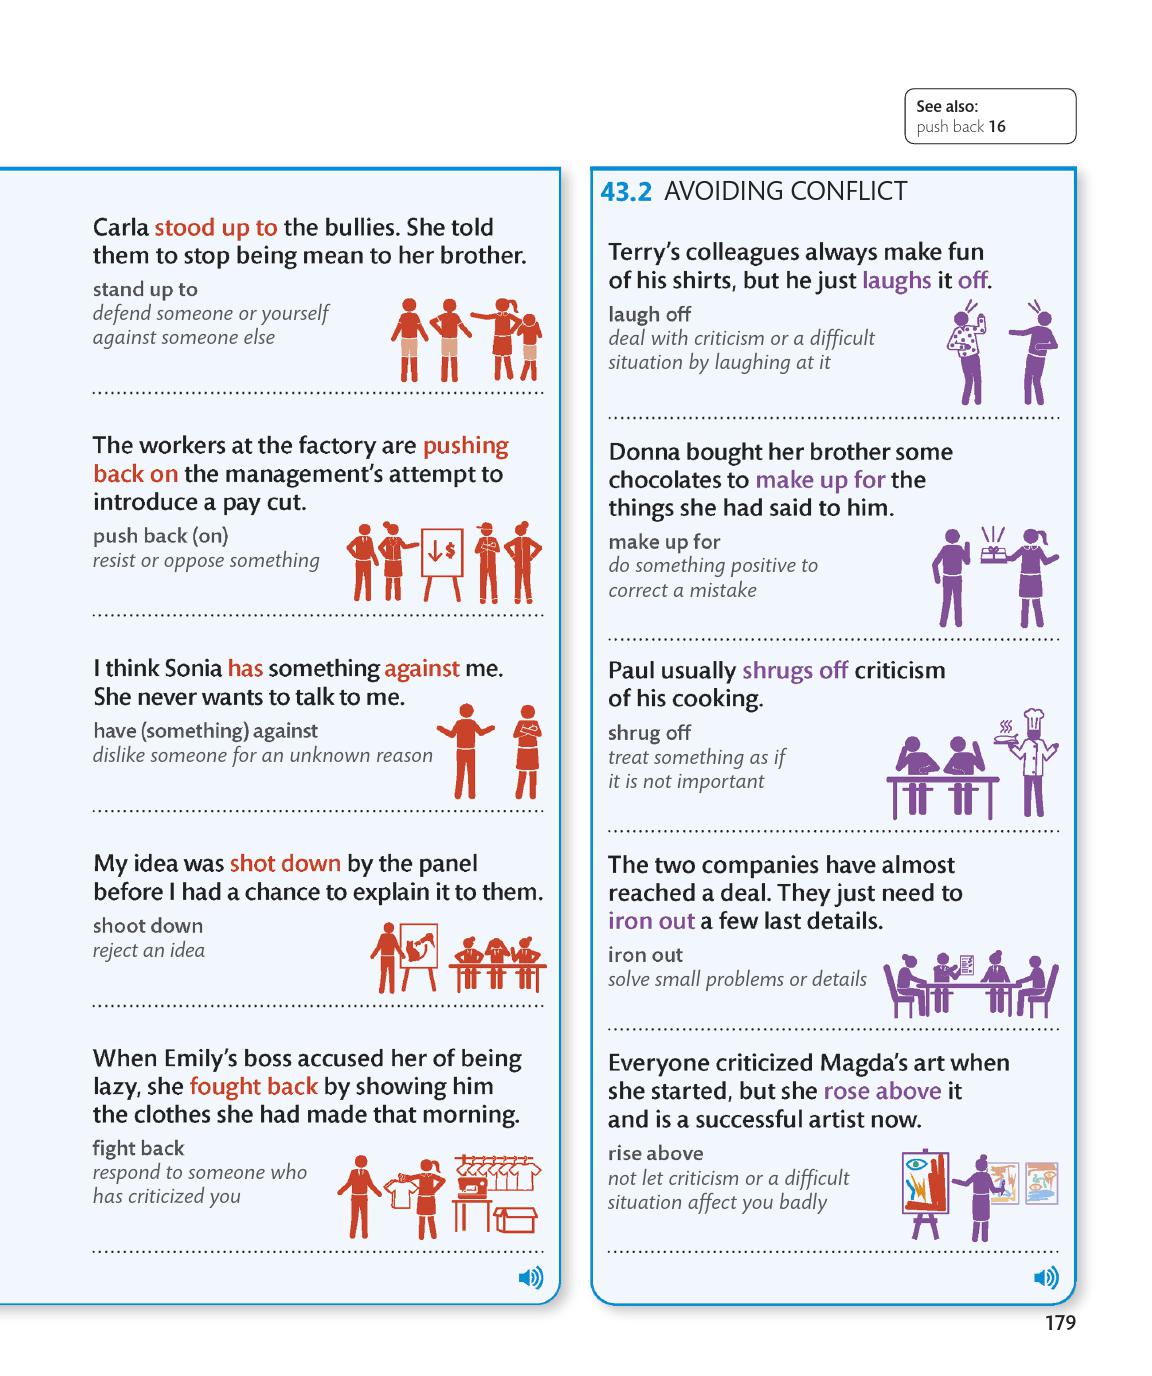 See also:
push back 16
Carla stood up to the bullies. She told
them to stop being mean to her brother.
stand up to
defend someone or yourself
against someone else
The workers at the factory are pushing
back on the management's attempt to
introduce a pay cut.
push back (on)
resist or oppose something
$
I think Sonia has something against me.
She never wants to talk to me.
have (something) against
dislike someone for an unknown reason
My idea was shot down by the panel
before I had a chance to explain it to them.
shoot down
reject an idea
When Emily's boss accused her of being
lazy, she fought back by showing him
the clothes she had made that morning.
fight back
respond to someone who
has criticized you
43.2 AVOIDING CONFLICT
Terry's colleagues always make fun
of his shirts, but he just laughs it off.
laugh off
deal with criticism or a difficult
situation by laughing at it
Donna bought her brother some
chocolates to make up for the
things she had said to him.
make up for
do something positive to
correct a mistake
Paul usually shrugs off criticism
of his cooking.
shrug off
treat something as if
it is not important
The two companies have almost
reached a deal. They just need to
iron out a few last details.
iron out
solve small problems or details
Everyone criticized Magda's art when
she started, but she rose above it
and is a successful artist now.
rise above
not let criticism or a difficult
situation affect you badly
179